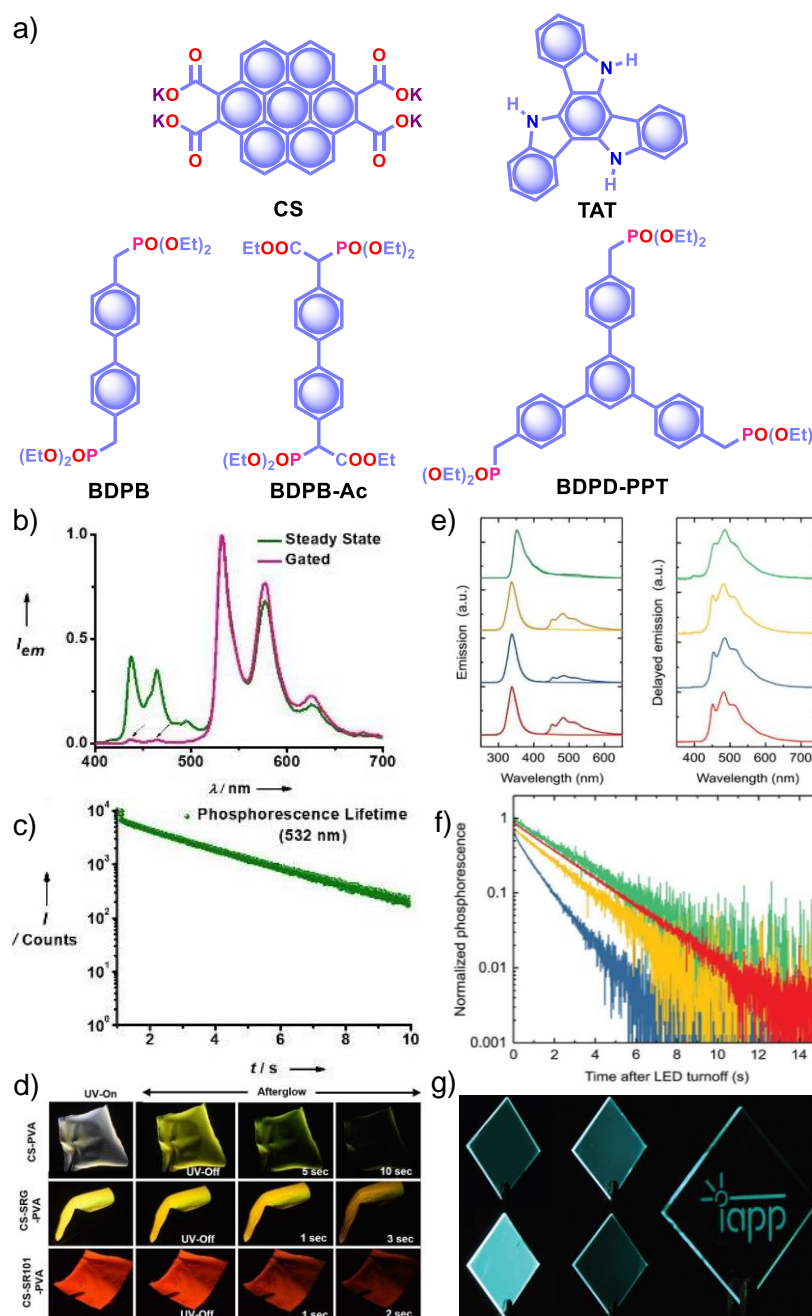 a)
O
O
KO
OK
KO
OK
O
O
CS
N
H
H
N
N
H
TAT
PO(OEt)2
(EtO)2OP
BDPB
EtOOC
PO(OEt)2
(EtO)2OP
COOEt
BDPB-Ac
PO(OEt)2
PO(OEt)2
(OEt)2OP
BDPD-PPT
b)
1.0
0.5
0.0
Iem
Steady State
Gated
400
500
600
700
λ / nm
c)
Phosphorescence Lifetime
(532 nm)
10^4
10^3
10^2
10^1
10^0
I
/ Counts
2
4
6
8
10
t / s
d)
UV-On
Afterglow
CS-PVA
UV-Off
5 sec
10 sec
CS-SRG
-PVA
UV-Off
1 sec
3 sec
CS-SR101
-PVA
UV-Off
1 sec
2 sec
e)
Emission (a.u.)
300
400
500
600
Wavelength (nm)
Delayed emission (a.u.)
350
400
500
600
Wavelength (nm)
f)
Normalized phosphorescence
1
0.1
0.01
0.001
0
2
4
6
8
10
12
14
Time after LED turnoff (s)
g)
iapp